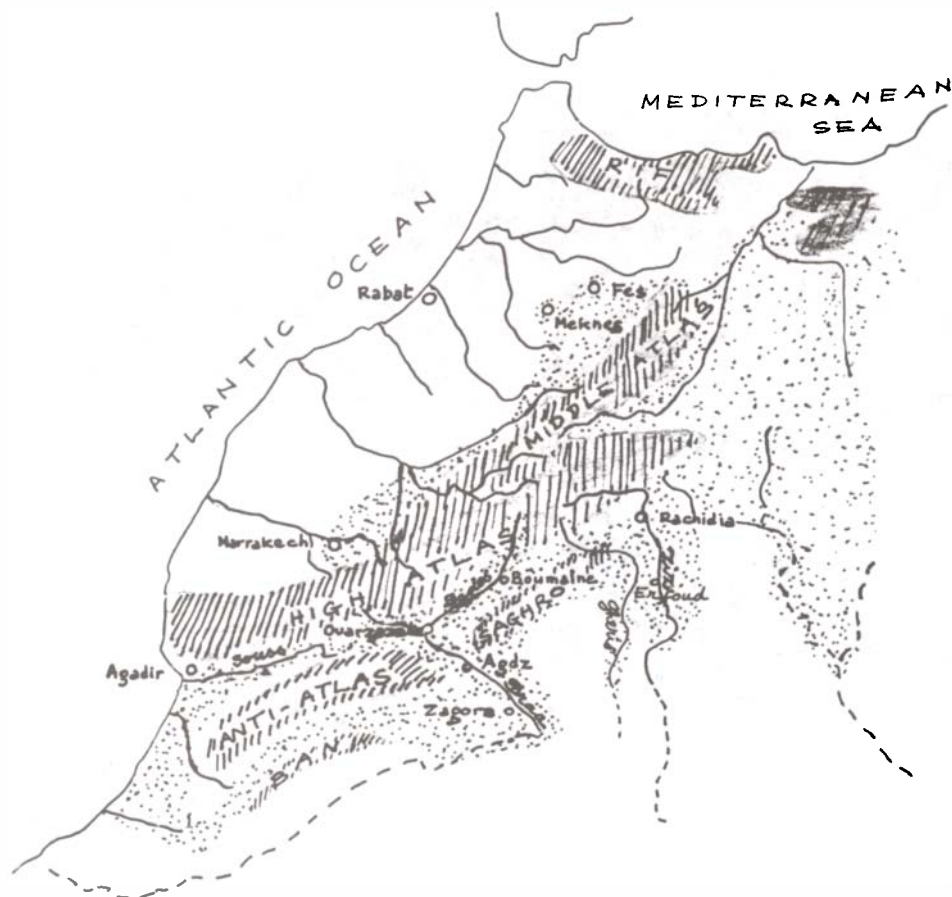 MEDITERRANEAN
SEA
RIF
ATLANTIC OCEAN
Rabat
Fes
Meknes
MIDDLE ATLAS
Marrakech
Rachidia
HIGH ATLAS
Boumalne
Erfoud
SAGHRO
Gheris
Ouarzazate
Agadir
Souss
Agdz
ANTI-ATLAS
Zagora
BANI